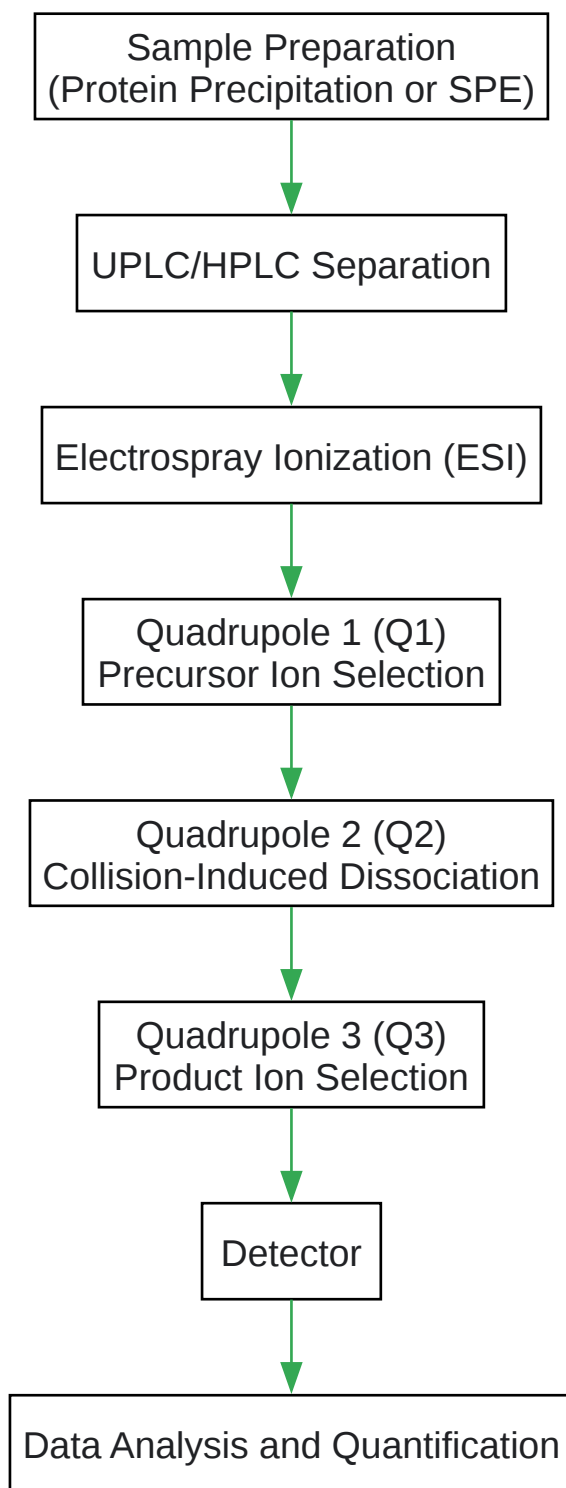 Sample Preparation
(Protein Precipitation or SPE)
UPLC/HPLC Separation
Electrospray Ionization (ESI)
Quadrupole 1 (Q1)
Precursor Ion Selection
Quadrupole 2 (Q2)
Collision-Induced Dissociation
Quadrupole 3 (Q3)
Product Ion Selection
Detector
Data Analysis and Quantification